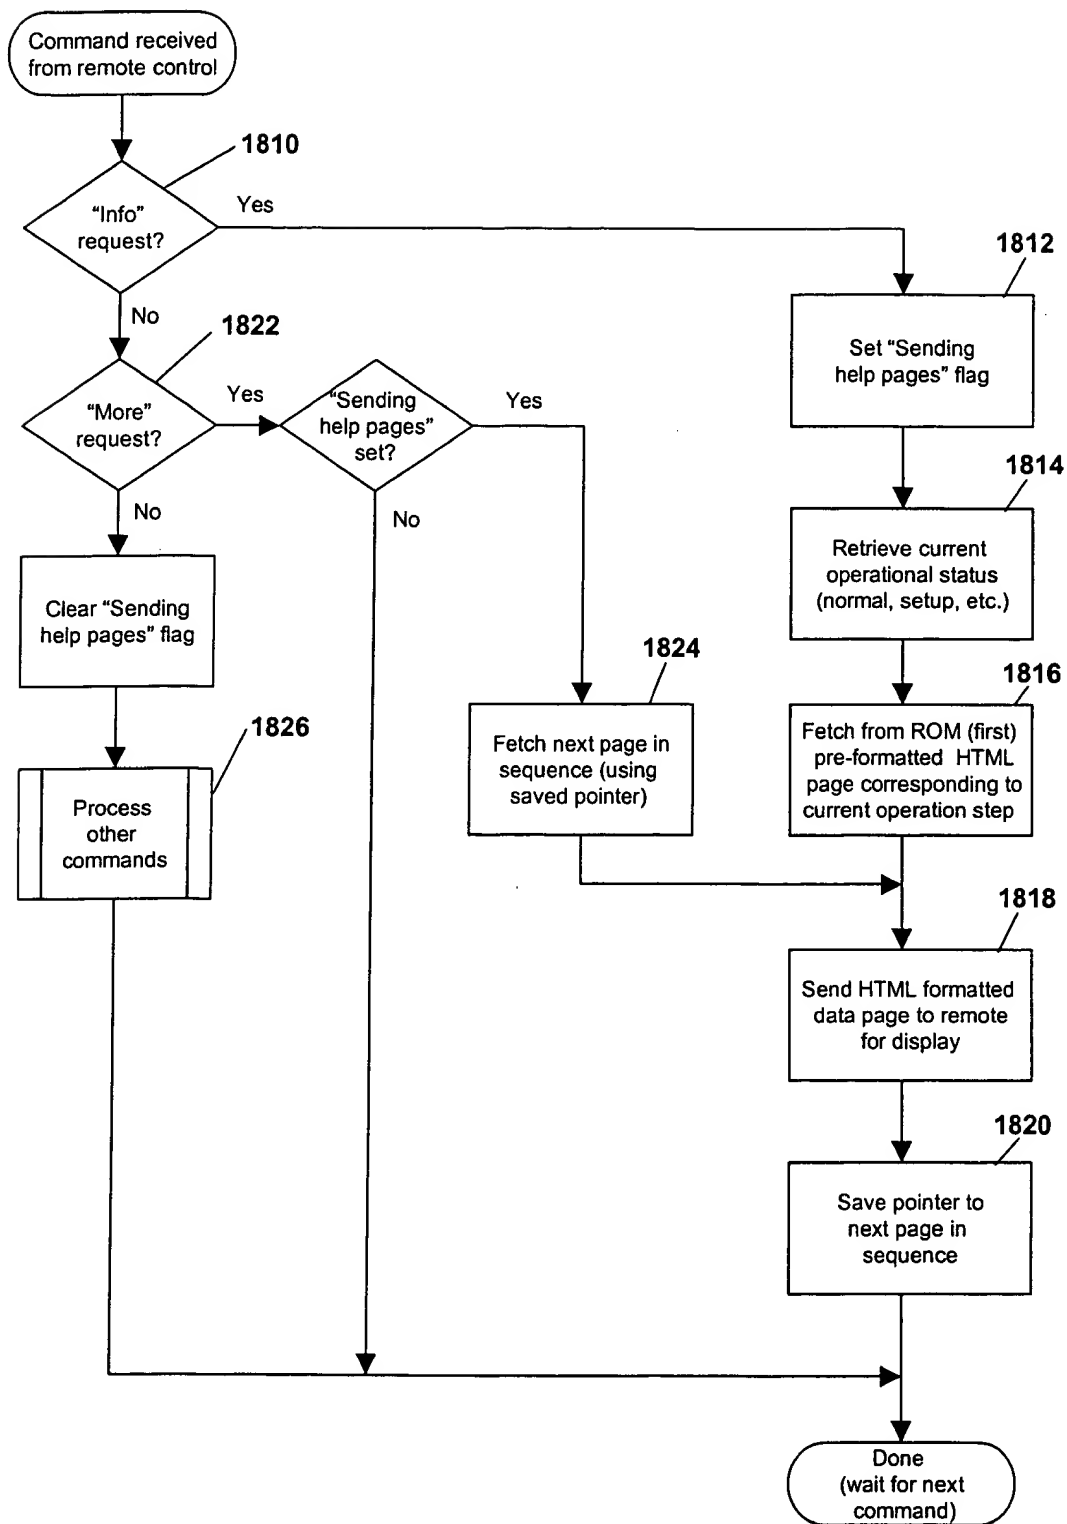 Command received
from remote control
1810
“Info”
request?
Yes
No
1812
Set “Sending
help pages” flag
1822
“More”
request?
Yes
No
“Sending
help pages”
set?
Yes
No
1814
Retrieve current
operational status
(normal, setup, etc.)
Clear “Sending
help pages” flag
1824
Fetch next page in
sequence (using
saved pointer)
1816
Fetch from ROM (first)
pre-formatted HTML
page corresponding to
current operation step
1826
Process
other
commands
1818
Send HTML formatted
data page to remote
for display
1820
Save pointer to
next page in
sequence
Done
(wait for next
command)